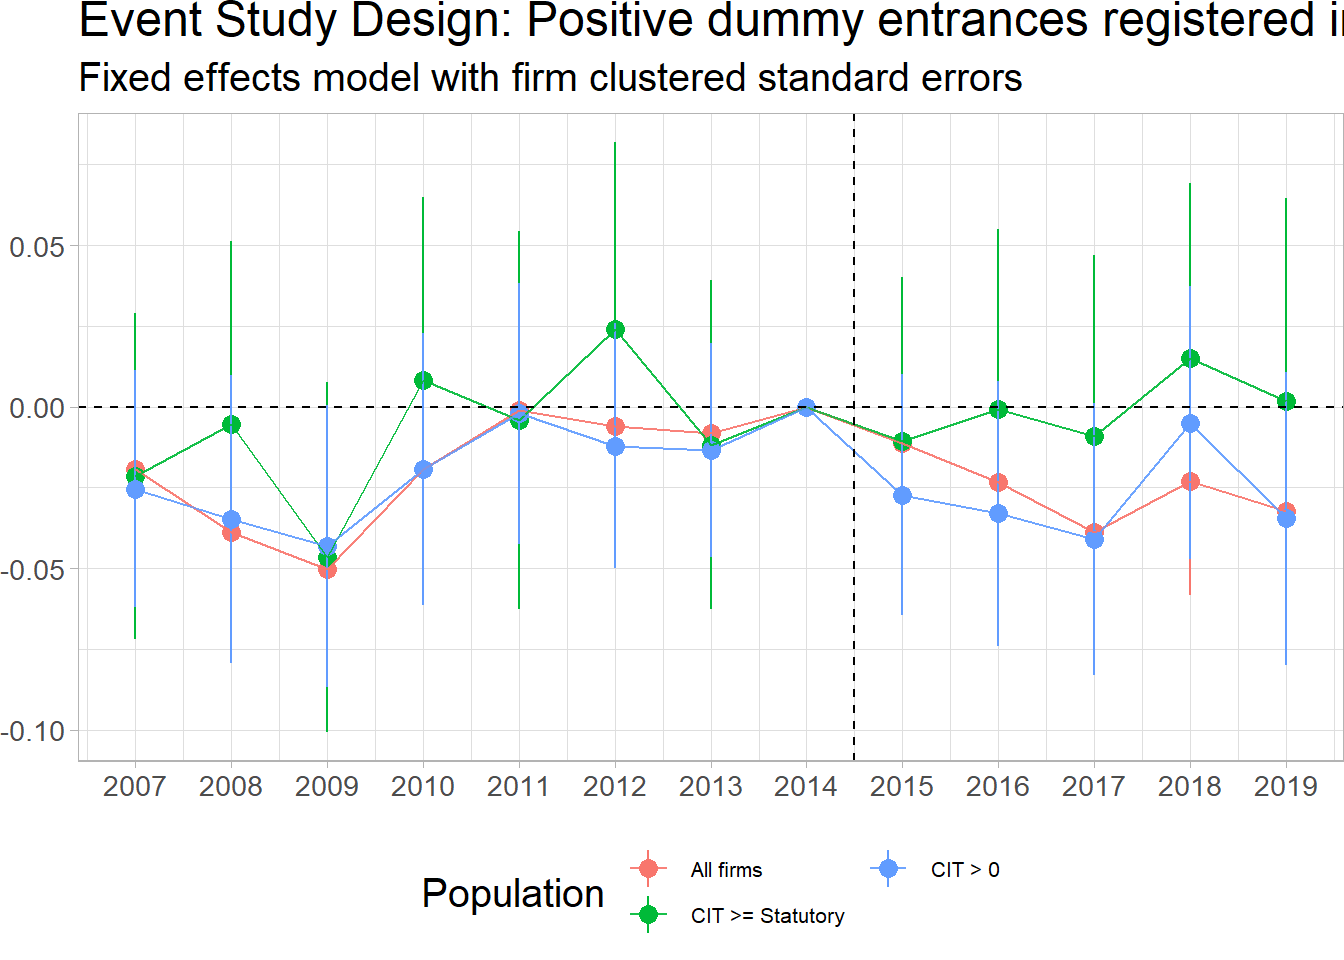 Event Study Design: Positive dummy entrances registered i
Fixed effects model with firm clustered standard errors
0.05
0.00
-0.05
-0.10
2007 2008 2009 2010 2011 2012 2013 2014 2015 2016 2017 2018 2019
Population
All firms
CIT > 0
CIT >= Statutory